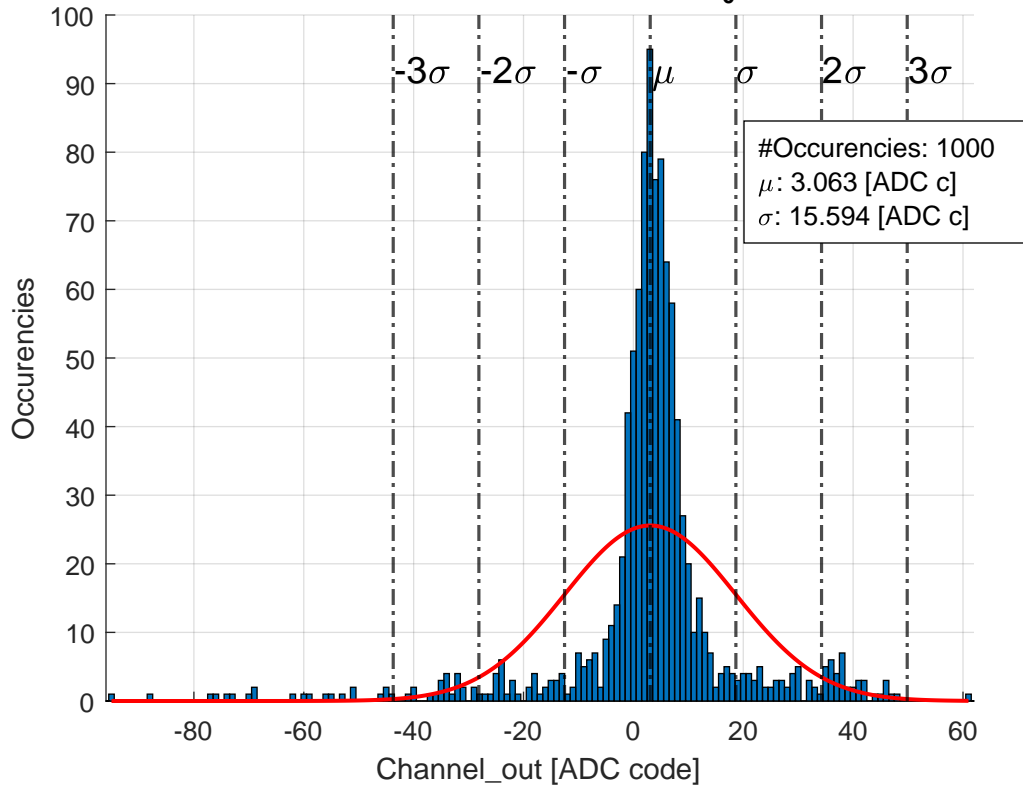 -3σ -2σ -σ μ σ 2σ 3σ
#Occurencies: 1000
μ: 3.063 [ADC c]
σ: 15.594 [ADC c]
100
90
80
70
60
50
40
30
20
10
0
Occurencies
-80 -60 -40 -20 0 20 40 60
Channel_out [ADC code]